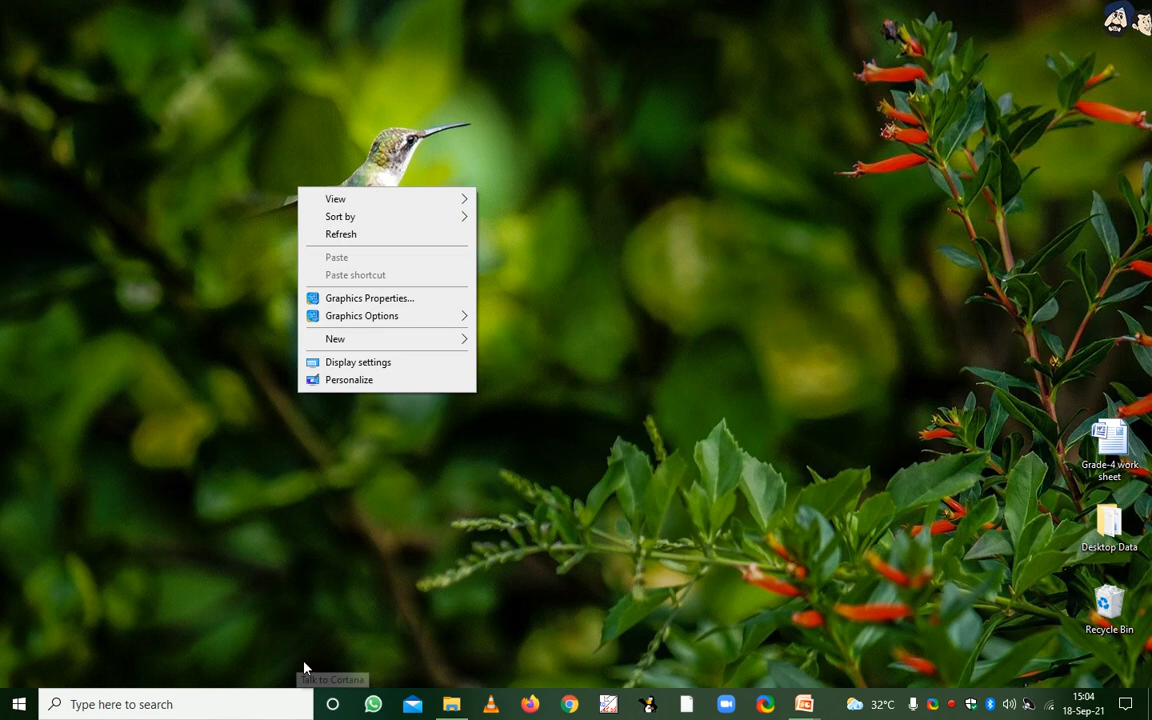 View
Sort by
Refresh
Paste
Paste shortcut
Graphics Properties...
Graphics Options
New
Display settings
Personalize
Grade-4 work
sheet
Desktop Data
Recycle Bin
Talk to Cortana
Type here to search
32°C
15:04
18-Sep-21